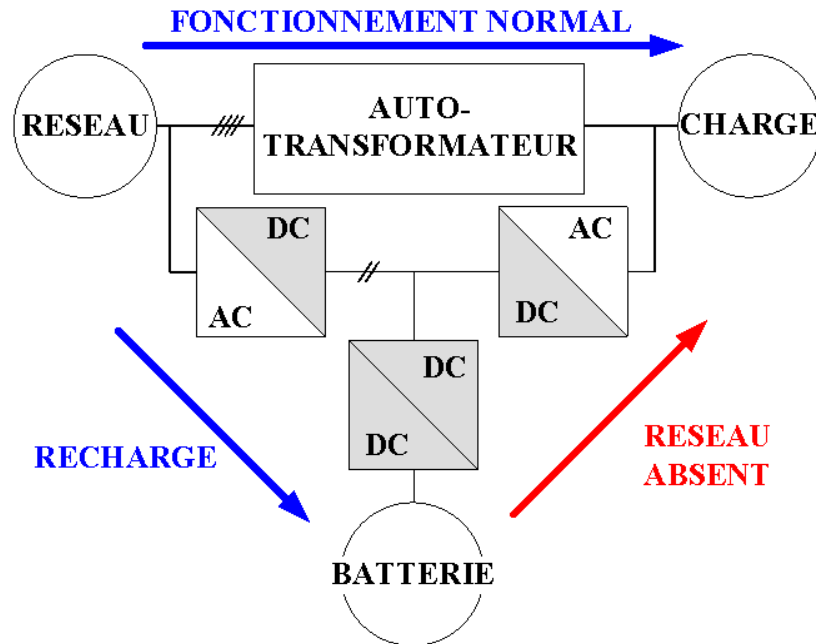 FONCTIONNEMENT NORMAL
RESEAU
AUTO-
TRANSFORMATEUR
CHARGE
DC
AC
AC
DC
DC
DC
RECHARGE
RESEAU
ABSENT
BATTERIE